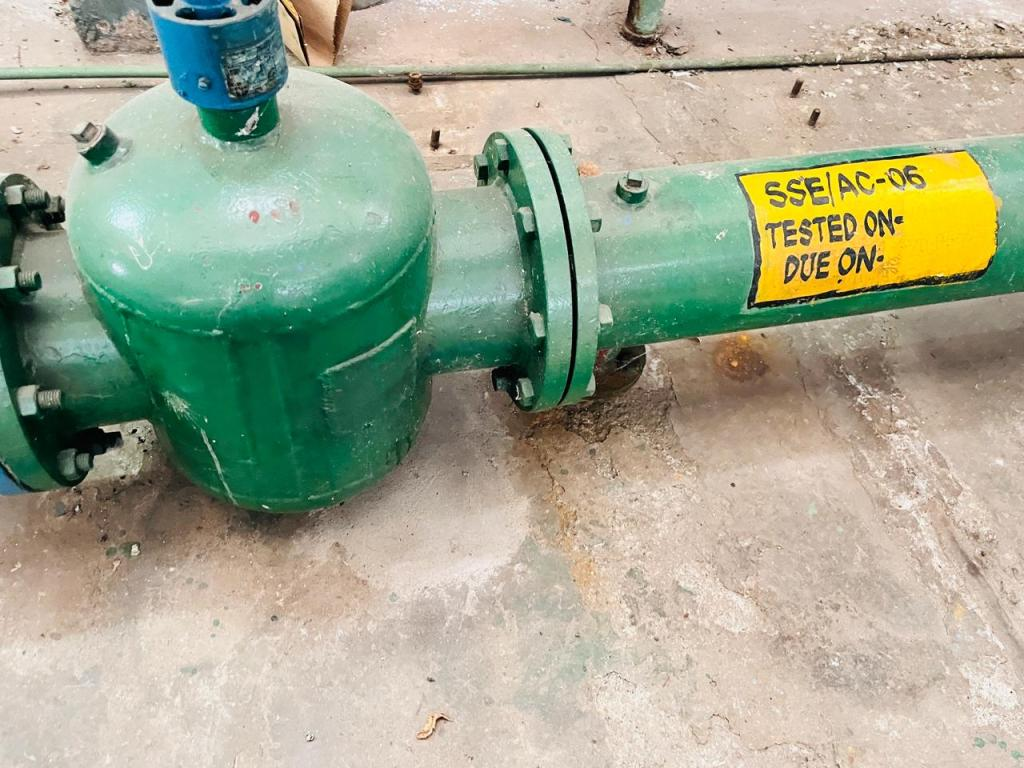 SSE/AC-06
TESTED ON-
DUE ON-